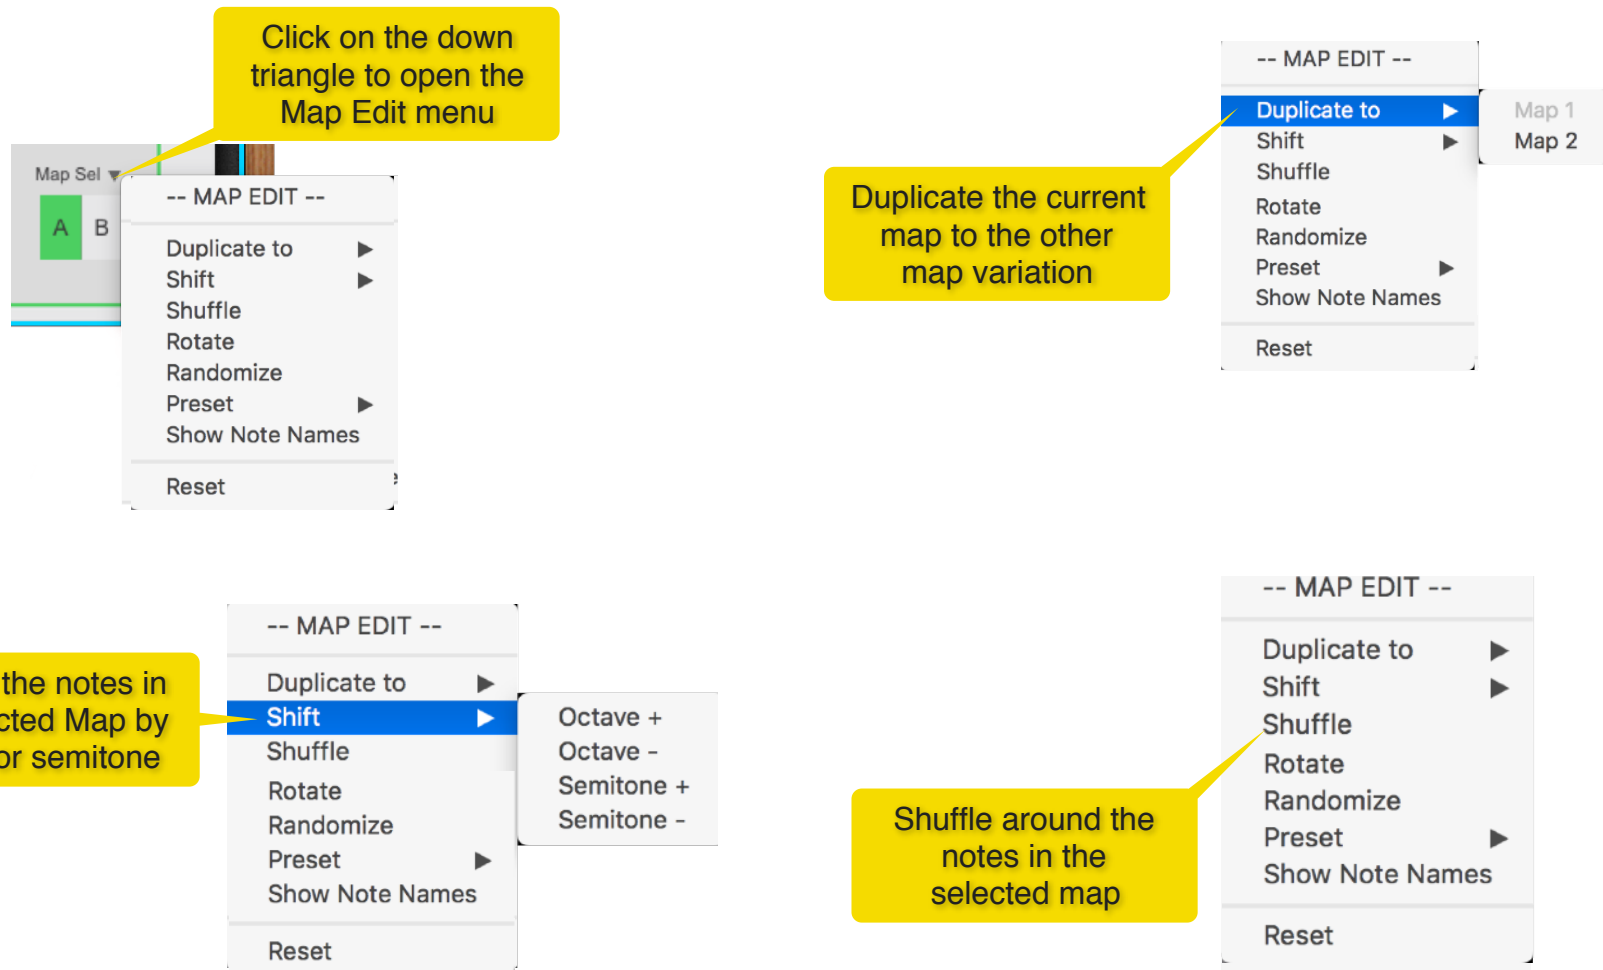 Click on the down
triangle to open the
Map Edit menu
Map Sel
A B
-- MAP EDIT --
Duplicate to
Shift
Shuffle
Rotate
Randomize
Preset
Show Note Names
Reset
-- MAP EDIT --
Duplicate to
Shift
Shuffle
Rotate
Randomize
Preset
Show Note Names
Reset
Map 1
Map 2
Duplicate the current
map to the other
map variation
the notes in
cted Map by
or semitone
-- MAP EDIT --
Duplicate to
Shift
Shuffle
Rotate
Randomize
Preset
Show Note Names
Reset
Octave +
Octave -
Semitone +
Semitone -
-- MAP EDIT --
Duplicate to
Shift
Shuffle
Rotate
Randomize
Preset
Show Note Names
Reset
Shuffle around the
notes in the
selected map